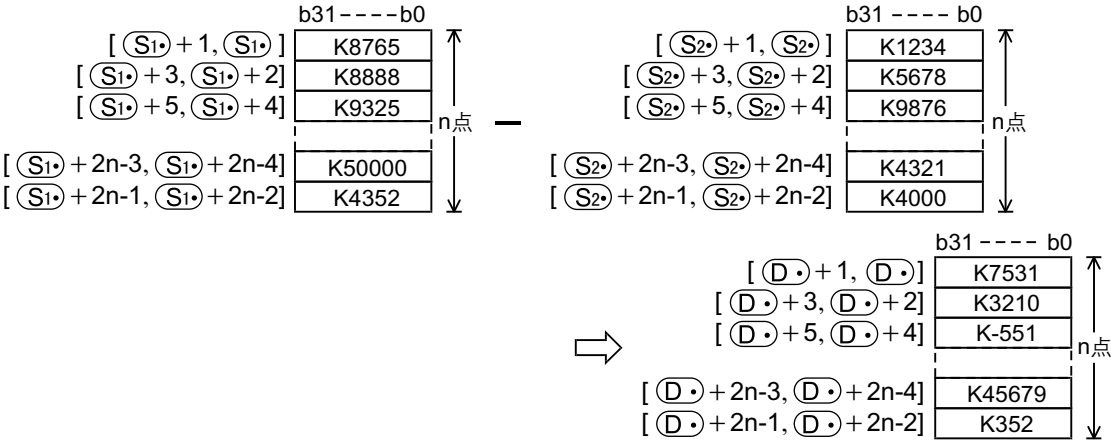 b31 ---- b0
[ S1• +1, S1• ] K8765
[ S1• +3, S1• +2] K8888
[ S1• +5, S1• +4] K9325
[ S1• +2n-3, S1• +2n-4] K50000
[ S1• +2n-1, S1• +2n-2] K4352
n点
−
b31 ---- b0
[ S2• +1, S2• ] K1234
[ S2• +3, S2• +2] K5678
[ S2• +5, S2• +4] K9876
[ S2• +2n-3, S2• +2n-4] K4321
[ S2• +2n-1, S2• +2n-2] K4000
n点
⇨
b31 ---- b0
[ D • +1, D • ] K7531
[ D • +3, D • +2] K3210
[ D • +5, D • +4] K-551
[ D • +2n-3, D • +2n-4] K45679
[ D • +2n-1, D • +2n-2] K352
n点